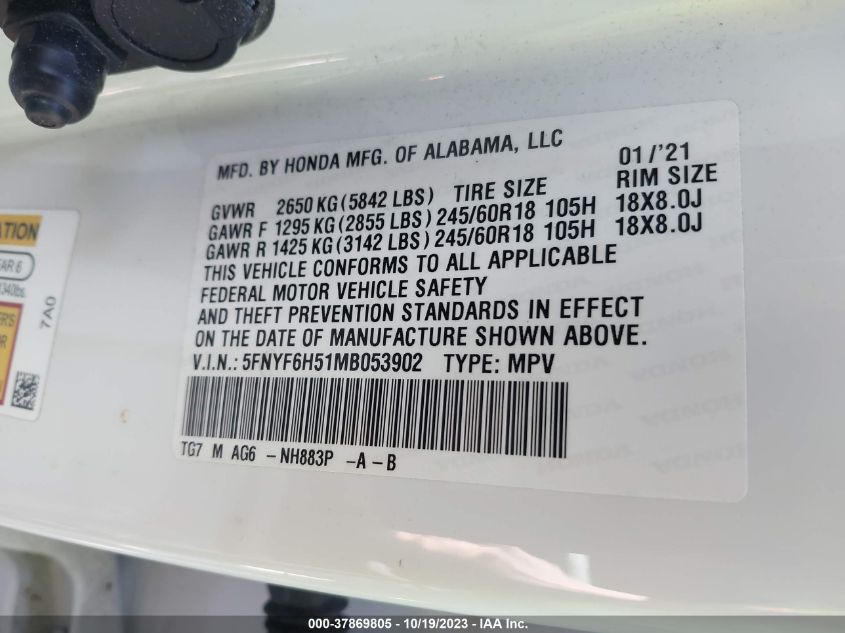 MFD. BY HONDA MFG. OF ALABAMA, LLC 01/'21
GVWR 2650 KG (5842 LBS) TIRE SIZE RIM SIZE
GAWR F 1295 KG (2855 LBS) 245/60R18 105H 18X8.0J
GAWR R 1425 KG (3142 LBS) 245/60R18 105H 18X8.0J
THIS VEHICLE CONFORMS TO ALL APPLICABLE
FEDERAL MOTOR VEHICLE SAFETY
AND THEFT PREVENTION STANDARDS IN EFFECT
ON THE DATE OF MANUFACTURE SHOWN ABOVE.
V.I.N.: 5FNYF6H51MB053902 TYPE: MPV
TG7 M AG6 - NH883P - A - B
7A0
000-37869805 - 10/19/2023 - IAA Inc.